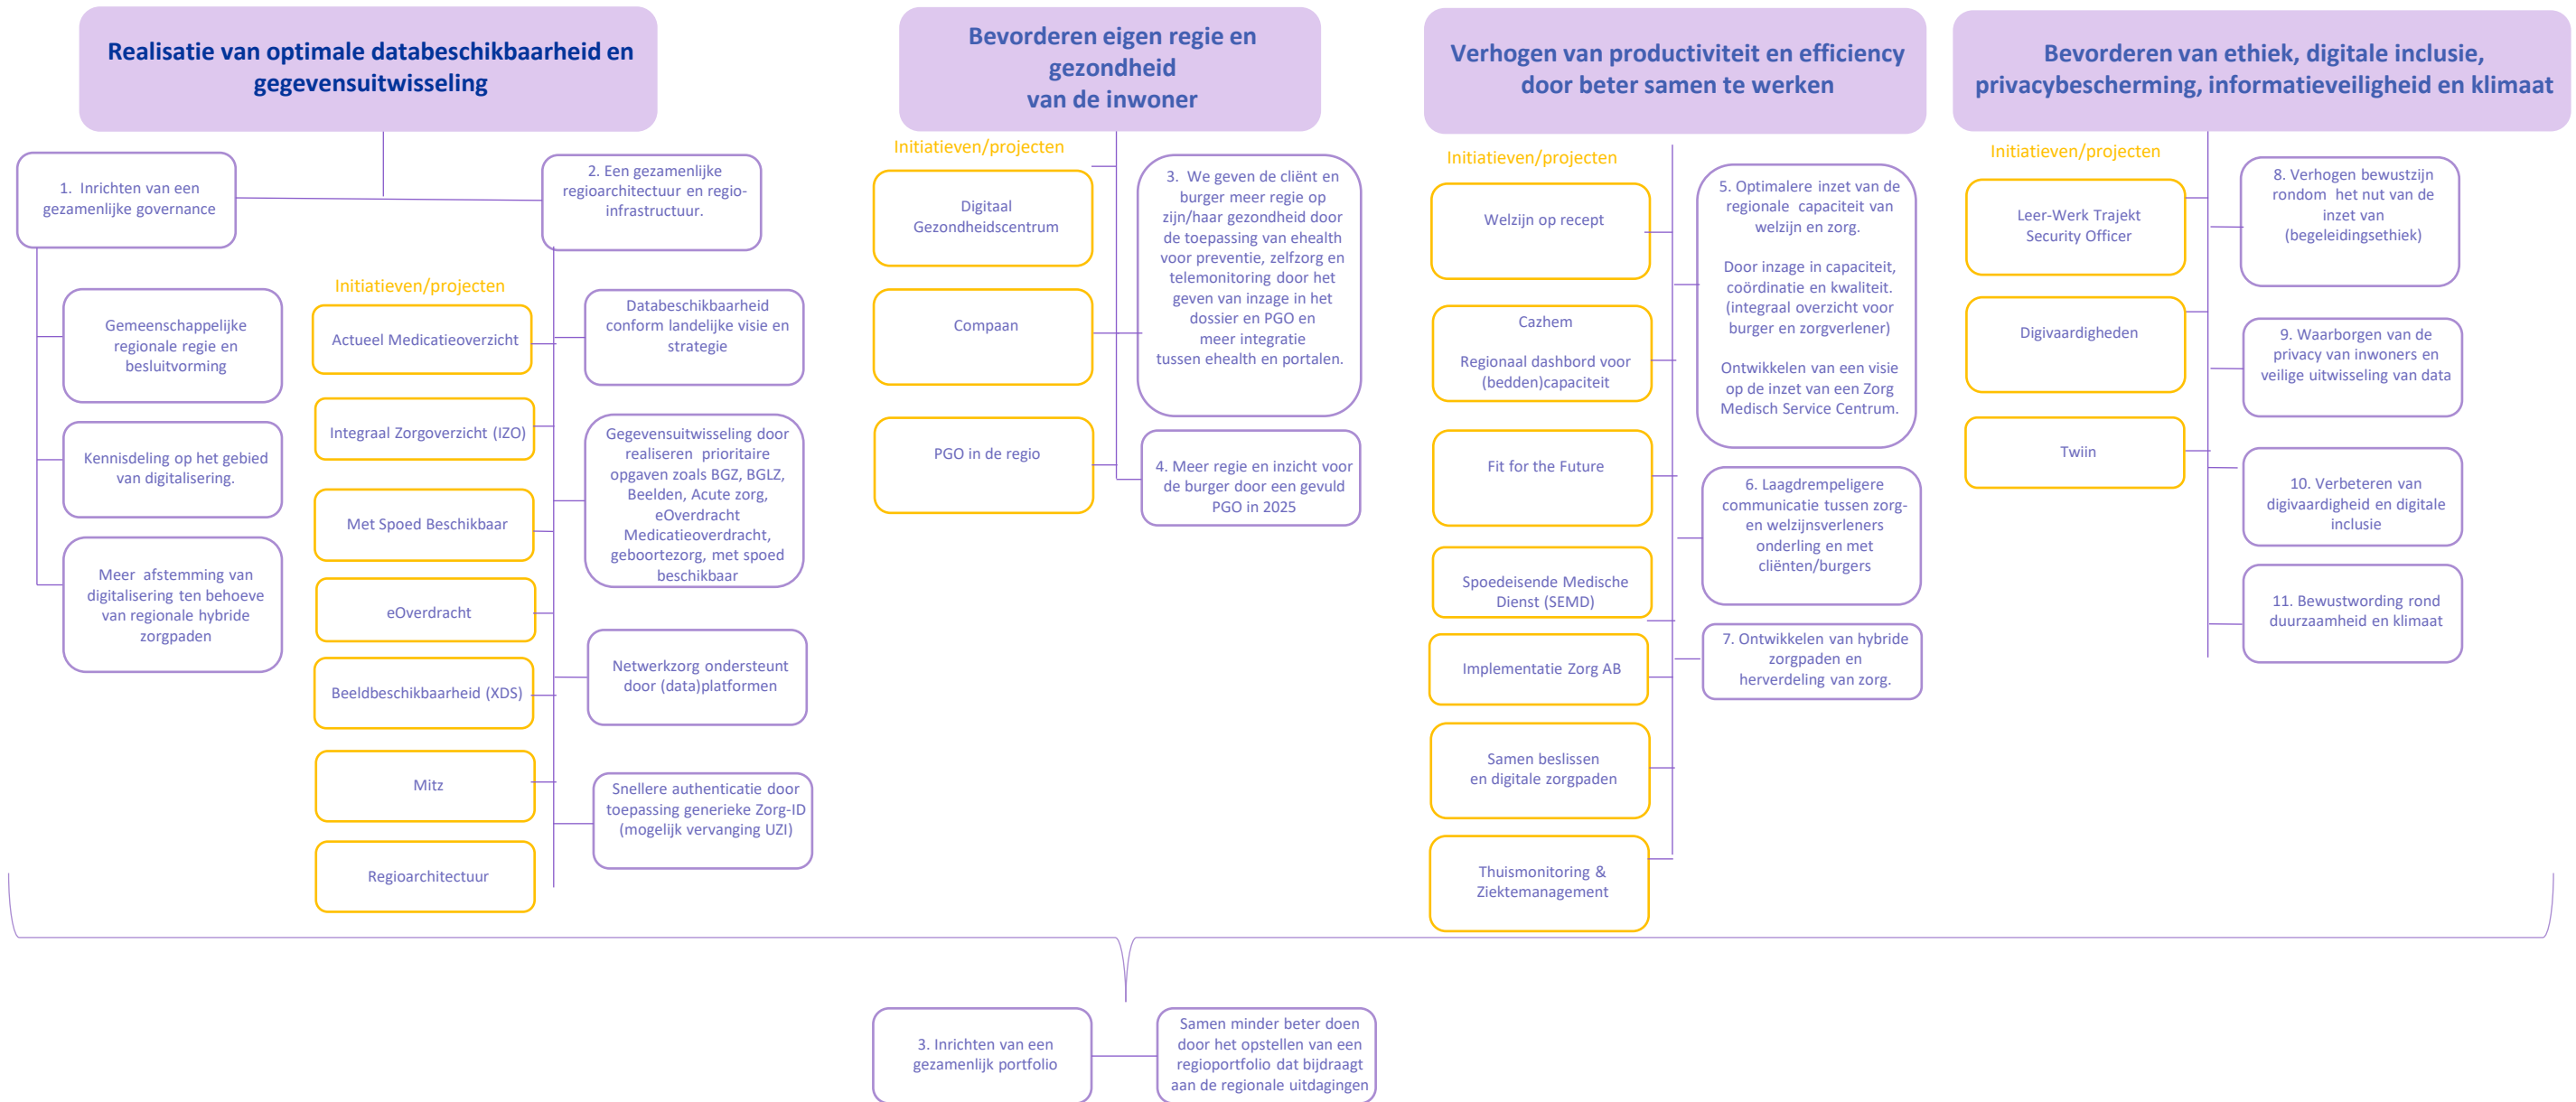 Realisatie van optimale databeschikbaarheid en
gegevensuitwisseling
1. Inrichten van een
gezamenlijke governance
2. Een gezamenlijke
regioarchitectuur en regio-
infrastructuur.
Gemeenschappelijke
regionale regie en
besluitvorming
Kennisdeling op het gebied
van digitalisering.
Meer afstemming van
digitalisering ten behoeve
van regionale hybride
zorgpaden
Initiatieven/projecten
Actueel Medicatieoverzicht
Integraal Zorgoverzicht (IZO)
Met Spoed Beschikbaar
eOverdracht
Beeldbeschikbaarheid (XDS)
Mitz
Regioarchitectuur
Databeschikbaarheid
conform landelijke visie en
strategie
Gegevensuitwisseling door
realiseren prioritaire
opgaven zoals BGZ, BGLZ,
Beelden, Acute zorg,
eOverdracht
Medicatieoverdracht,
geboortezorg, met spoed
beschikbaar
Netwerkzorg ondersteunt
door (data)platformen
Snellere authenticatie door
toepassing generieke Zorg-ID
(mogelijk vervanging UZI)
Bevorderen eigen regie en
gezondheid
van de inwoner
Initiatieven/projecten
Digitaal
Gezondheidscentrum
Compaan
PGO in de regio
3. We geven de cliënt en
burger meer regie op
zijn/haar gezondheid door
de toepassing van ehealth
voor preventie, zelfzorg en
telemonitoring door het
geven van inzage in het
dossier en PGO en
meer integratie
tussen ehealth en portalen.
4. Meer regie en inzicht voor
de burger door een gevuld
PGO in 2025
Verhogen van productiviteit en efficiency
door beter samen te werken
Initiatieven/projecten
Welzijn op recept
Cazhem
Regionaal dashbord voor
(bedden)capaciteit
Fit for the Future
Spoedeisende Medische
Dienst (SEMD)
Implementatie Zorg AB
Samen beslissen
en digitale zorgpaden
Thuismonitoring &
Ziektemanagement
5. Optimalere inzet van de
regionale capaciteit van
welzijn en zorg.
Door inzage in capaciteit,
coördinatie en kwaliteit.
(integraal overzicht voor
burger en zorgverlener)
Ontwikkelen van een visie
op de inzet van een Zorg
Medisch Service Centrum.
6. Laagdrempeligere
communicatie tussen zorg-
en welzijnsverleners
onderling en met
cliënten/burgers
7. Ontwikkelen van hybride
zorgpaden en
herverdeling van zorg.
Bevorderen van ethiek, digitale inclusie,
privacybescherming, informatieveiligheid en klimaat
Initiatieven/projecten
Leer-Werk Trajekt
Security Officer
Digivaardigheden
Twiin
8. Verhogen bewustzijn
rondom het nut van de
inzet van
(begeleidingsethiek)
9. Waarborgen van de
privacy van inwoners en
veilige uitwisseling van data
10. Verbeteren van
digivaardigheid en digitale
inclusie
11. Bewustwording rond
duurzaamheid en klimaat
3. Inrichten van een
gezamenlijk portfolio
Samen minder beter doen
door het opstellen van een
regioportfolio dat bijdraagt
aan de regionale uitdagingen